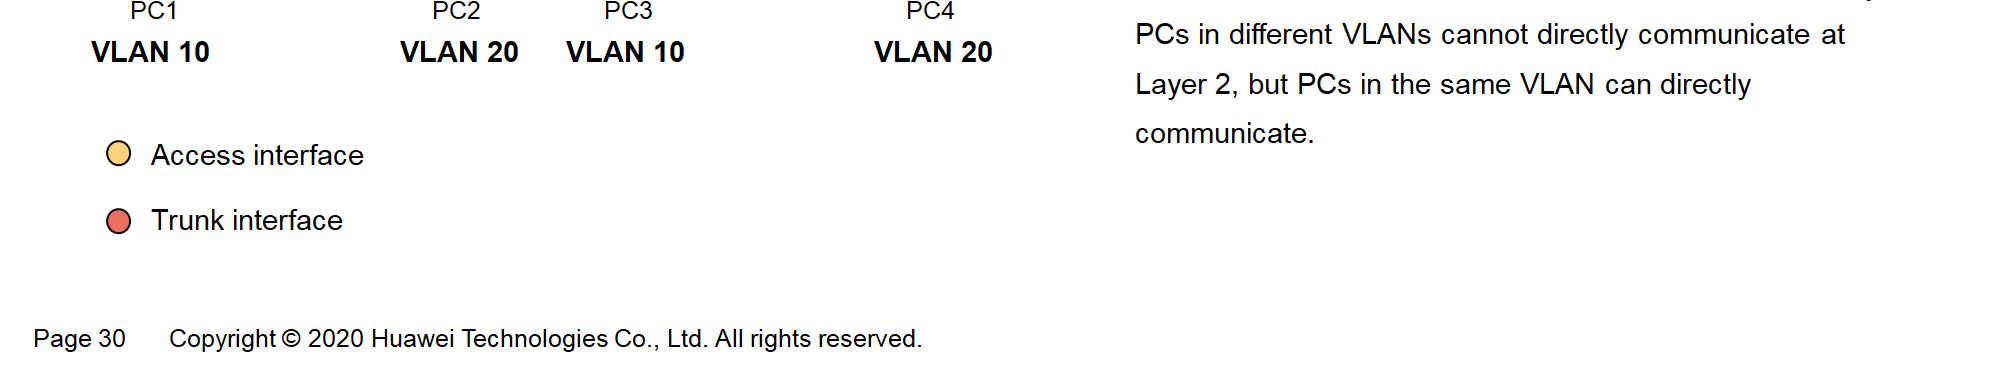 PC1 PC2 PC3 PC4
VLAN 10 VLAN 20 VLAN 10 VLAN 20
Access interface
Trunk interface
PCs in different VLANs cannot directly communicate at
Layer 2, but PCs in the same VLAN can directly
communicate.
Page 30 Copyright © 2020 Huawei Technologies Co., Ltd. All rights reserved.